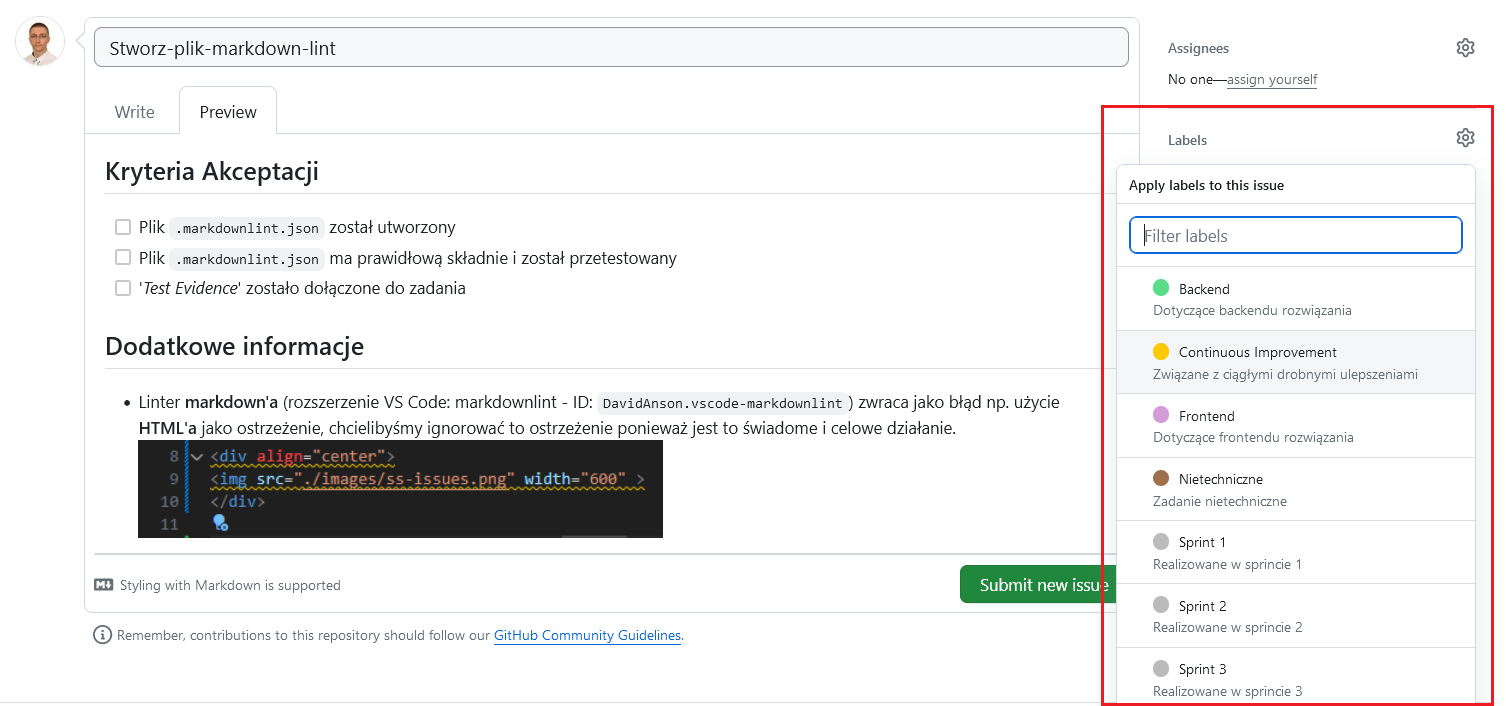 Stworz-plik-markdown-lint
Write
Preview
Kryteria Akceptacji
Plik .markdownlint.json został utworzony
Plik .markdownlint.json ma prawidłową składnie i został przetestowany
'Test Evidence' zostało dołączone do zadania
Dodatkowe informacje
• Linter markdown'a (rozszerzenie VS Code: markdownlint - ID: DavidAnson.vscode-markdownlint) zwraca jako błąd np. użycie
HTML'a jako ostrzeżenie, chcielibyśmy ignorować to ostrzeżenie ponieważ jest to świadome i celowe działanie.
8 <div align="center">
9 <img src="./images/ss-issues.png" width="600" >
10 </div>
11
Styling with Markdown is supported
Submit new issue
Remember, contributions to this repository should follow our GitHub Community Guidelines.
Assignees
No one—assign yourself
Labels
Apply labels to this issue
Filter labels
Backend
Dotyczące backendu rozwiązania
Continuous Improvement
Związane z ciągłymi drobnymi ulepszeniami
Frontend
Dotyczące frontendu rozwiązania
Nietechniczne
Zadanie nietechniczne
Sprint 1
Realizowane w sprincie 1
Sprint 2
Realizowane w sprincie 2
Sprint 3
Realizowane w sprincie 3